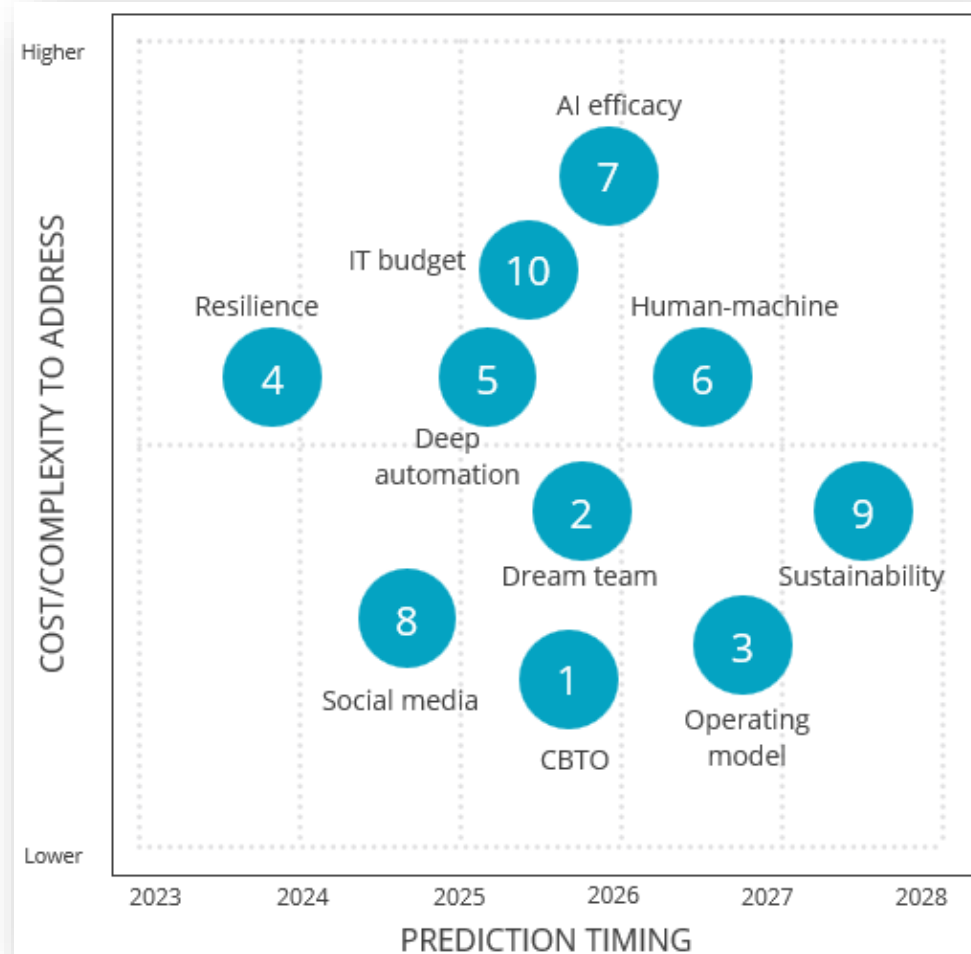 Higher
AI efficacy
7
IT budget
10
Resilience
Human-machine
4
5
6
Deep
automation
2
9
Dream team
Sustainability
8
3
1
Social media
Operating
model
CBTO
Lower
COST/COMPLEXITY TO ADDRESS
2023 2024 2025 2026 2027 2028
PREDICTION TIMING